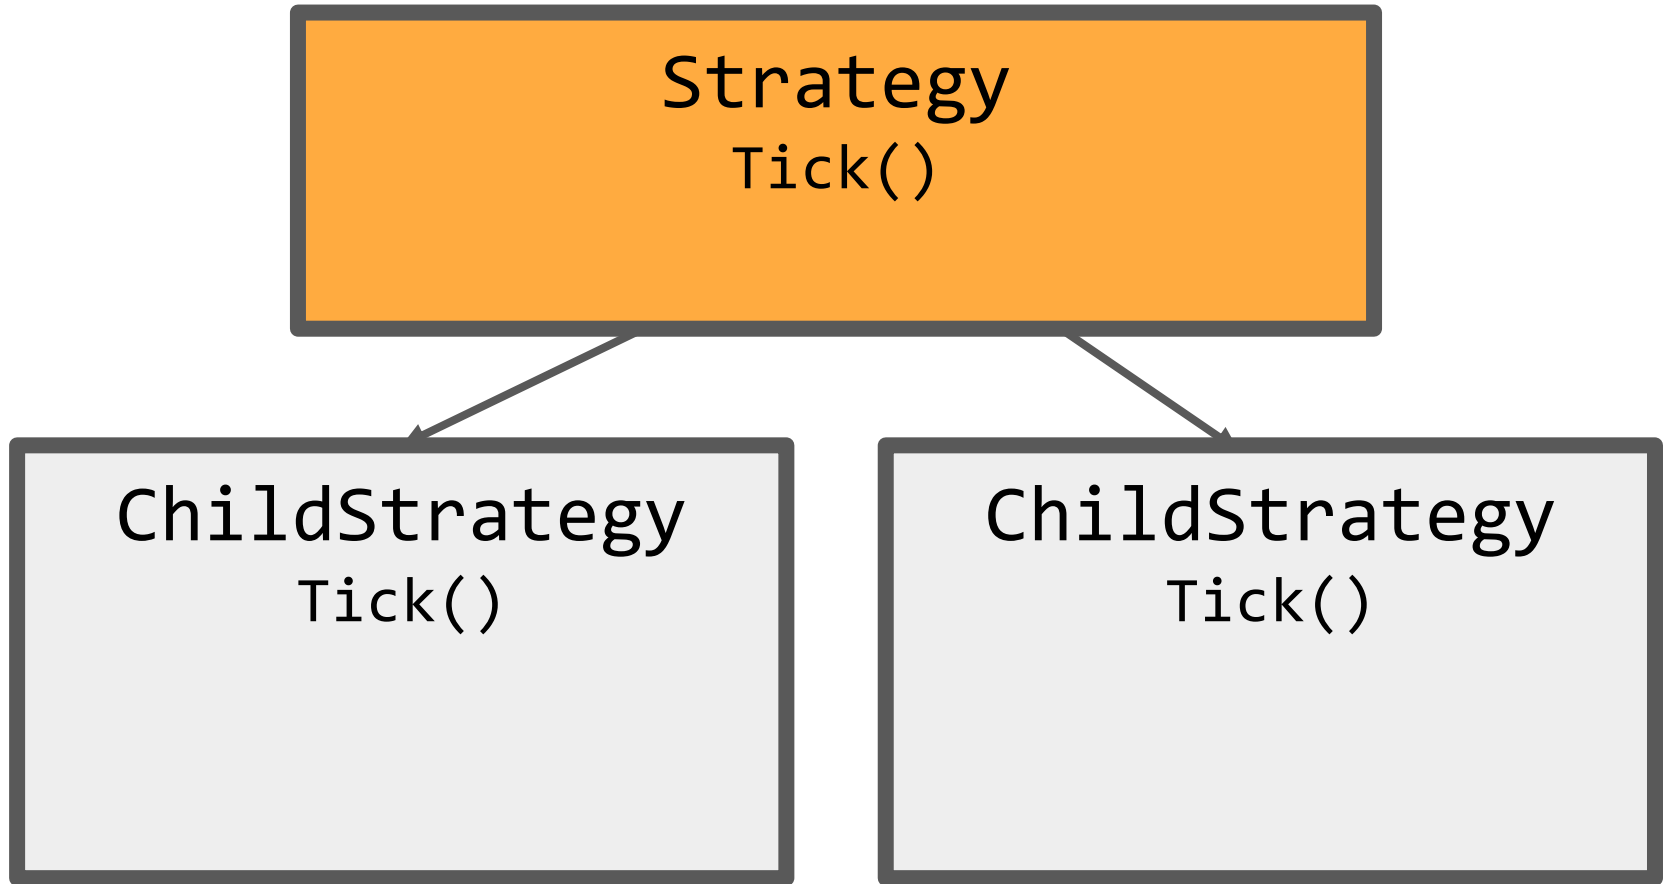 Strategy
Tick()
ChildStrategy
Tick()
ChildStrategy
Tick()